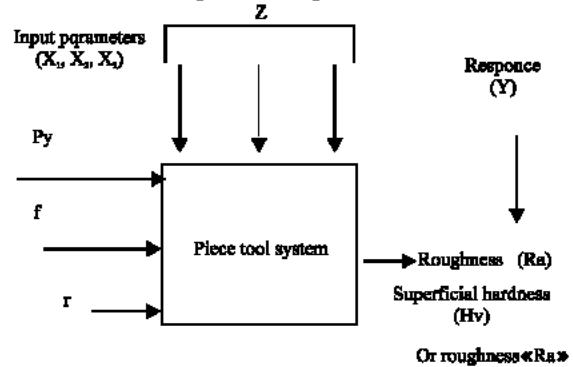 Z
Input pqrameters
(X₁, X₂, X₃)
Responce
(Y)
Py
f
Piece tool system
Roughness (Ra)
r
Superficial hardness
(Hv)
Or roughness«Ra»